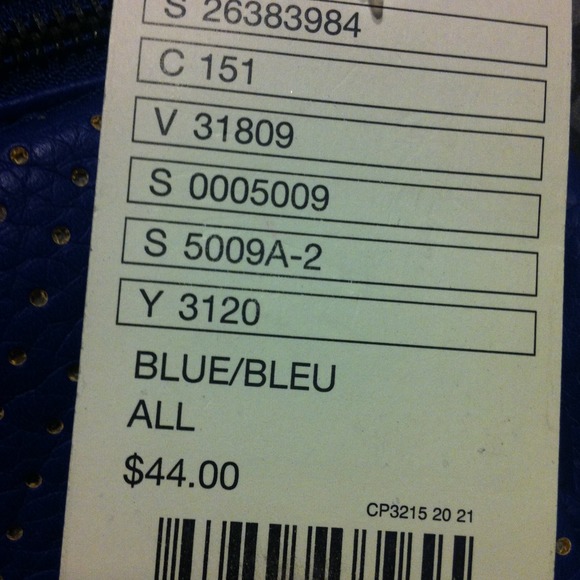 S 26383984
C 151
V 31809
S 0005009
S 5009A-2
Y 3120
BLUE/BLEU
ALL
$44.00
CP3215 20 21